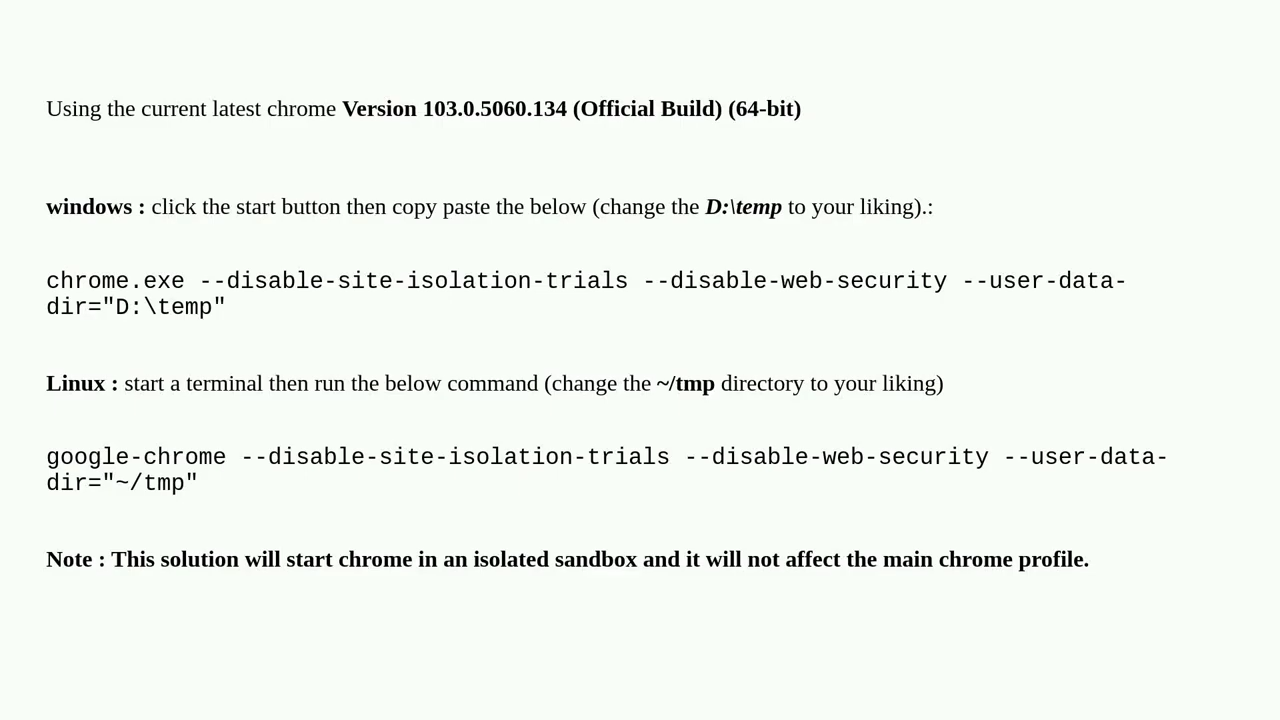 Using the current latest chrome Version 103.0.5060.134 (Official Build) (64-bit)
windows : click the start button then copy paste the below (change the D:\temp to your liking).:
chrome.exe --disable-site-isolation-trials --disable-web-security --user-data-
dir="D:\temp"
Linux : start a terminal then run the below command (change the ~/tmp directory to your liking)
google-chrome --disable-site-isolation-trials --disable-web-security --user-data-
dir="~/tmp"
Note : This solution will start chrome in an isolated sandbox and it will not affect the main chrome profile.